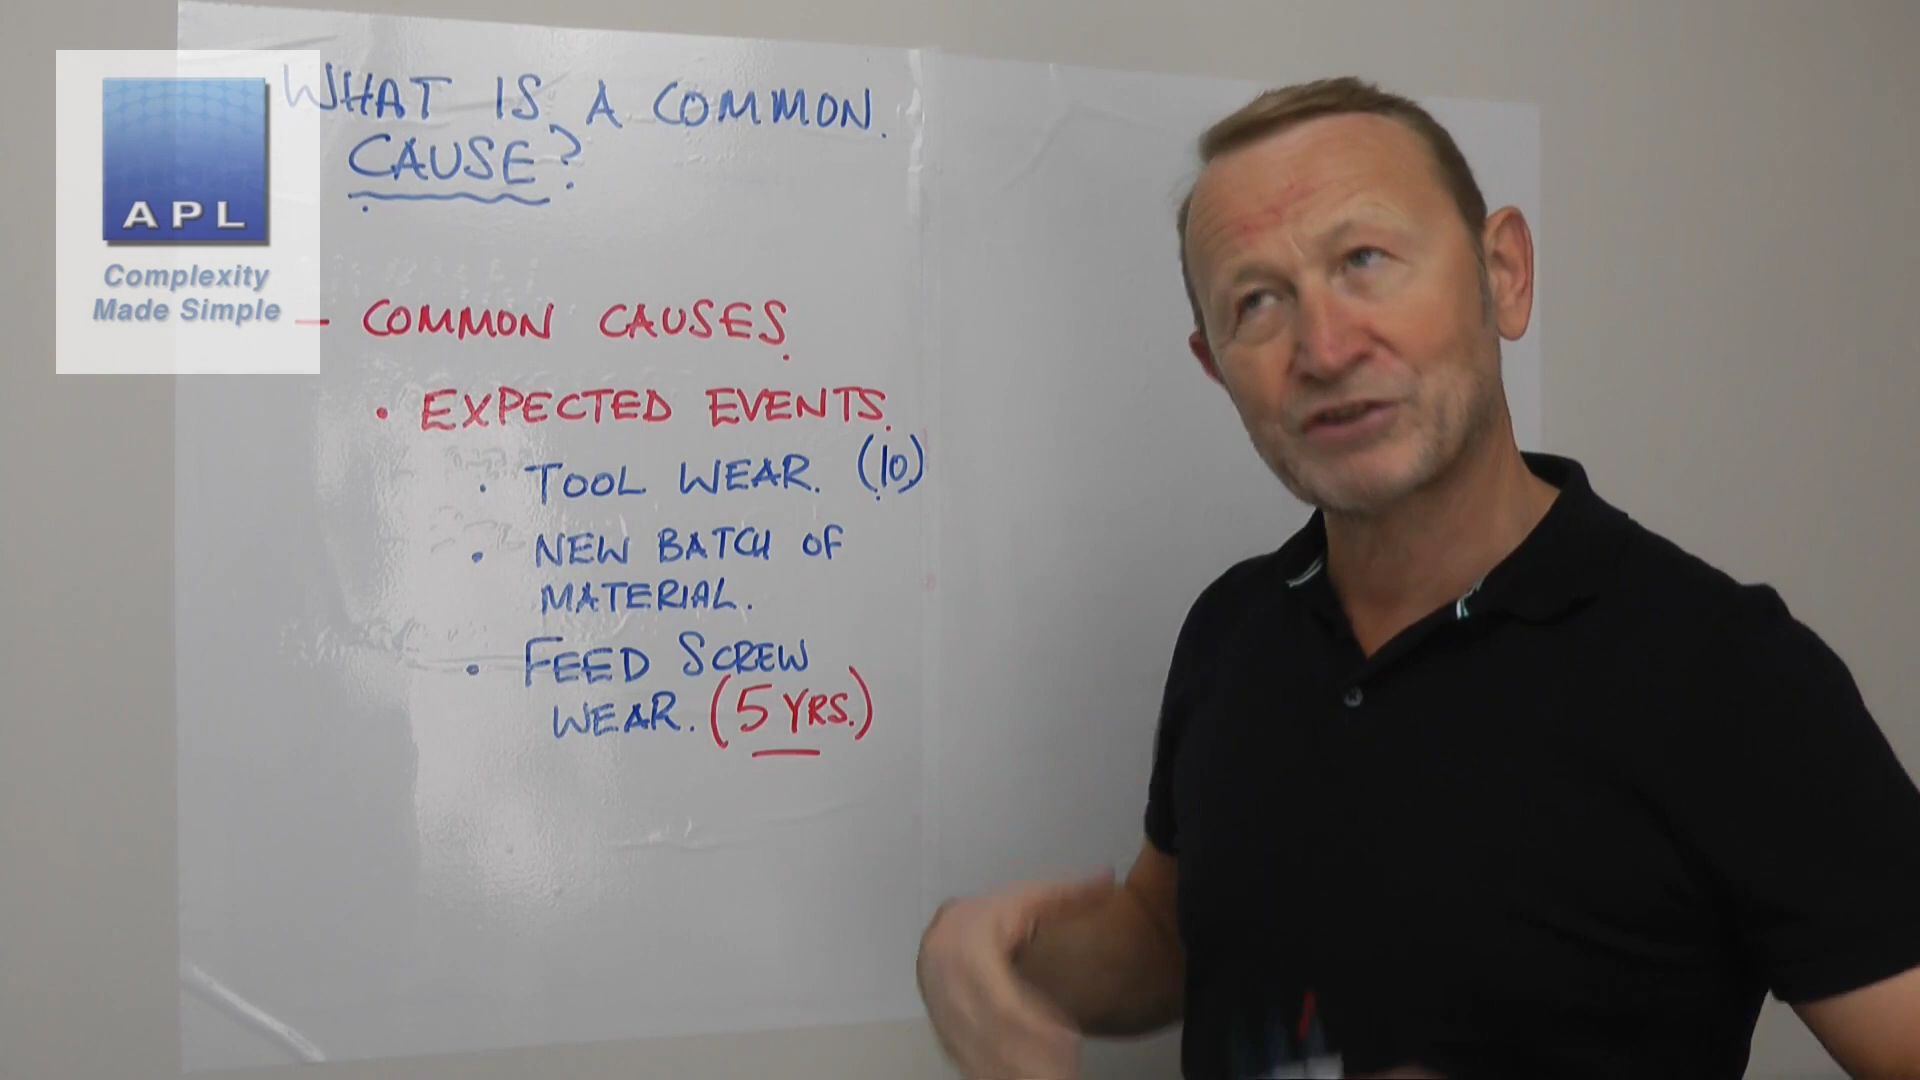 WHAT IS A COMMON
CAUSE?
APL
Complexity
Made Simple
- COMMON CAUSES.
• EXPECTED EVENTS.
• TOOL WEAR. (10)
• NEW BATCH OF
MATERIAL.
• FEED SCREW
WEAR. (5 YRS.)